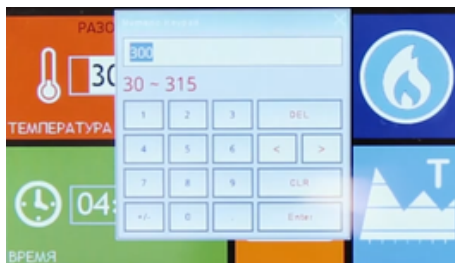 РАЗО
300
30
30 ~ 315
ТЕМПЕРАТУРА
1 2 3 DEL
4 5 6 < >
7 8 9 CLR
+/- 0 . Enter
04:
T
ВРЕМЯ